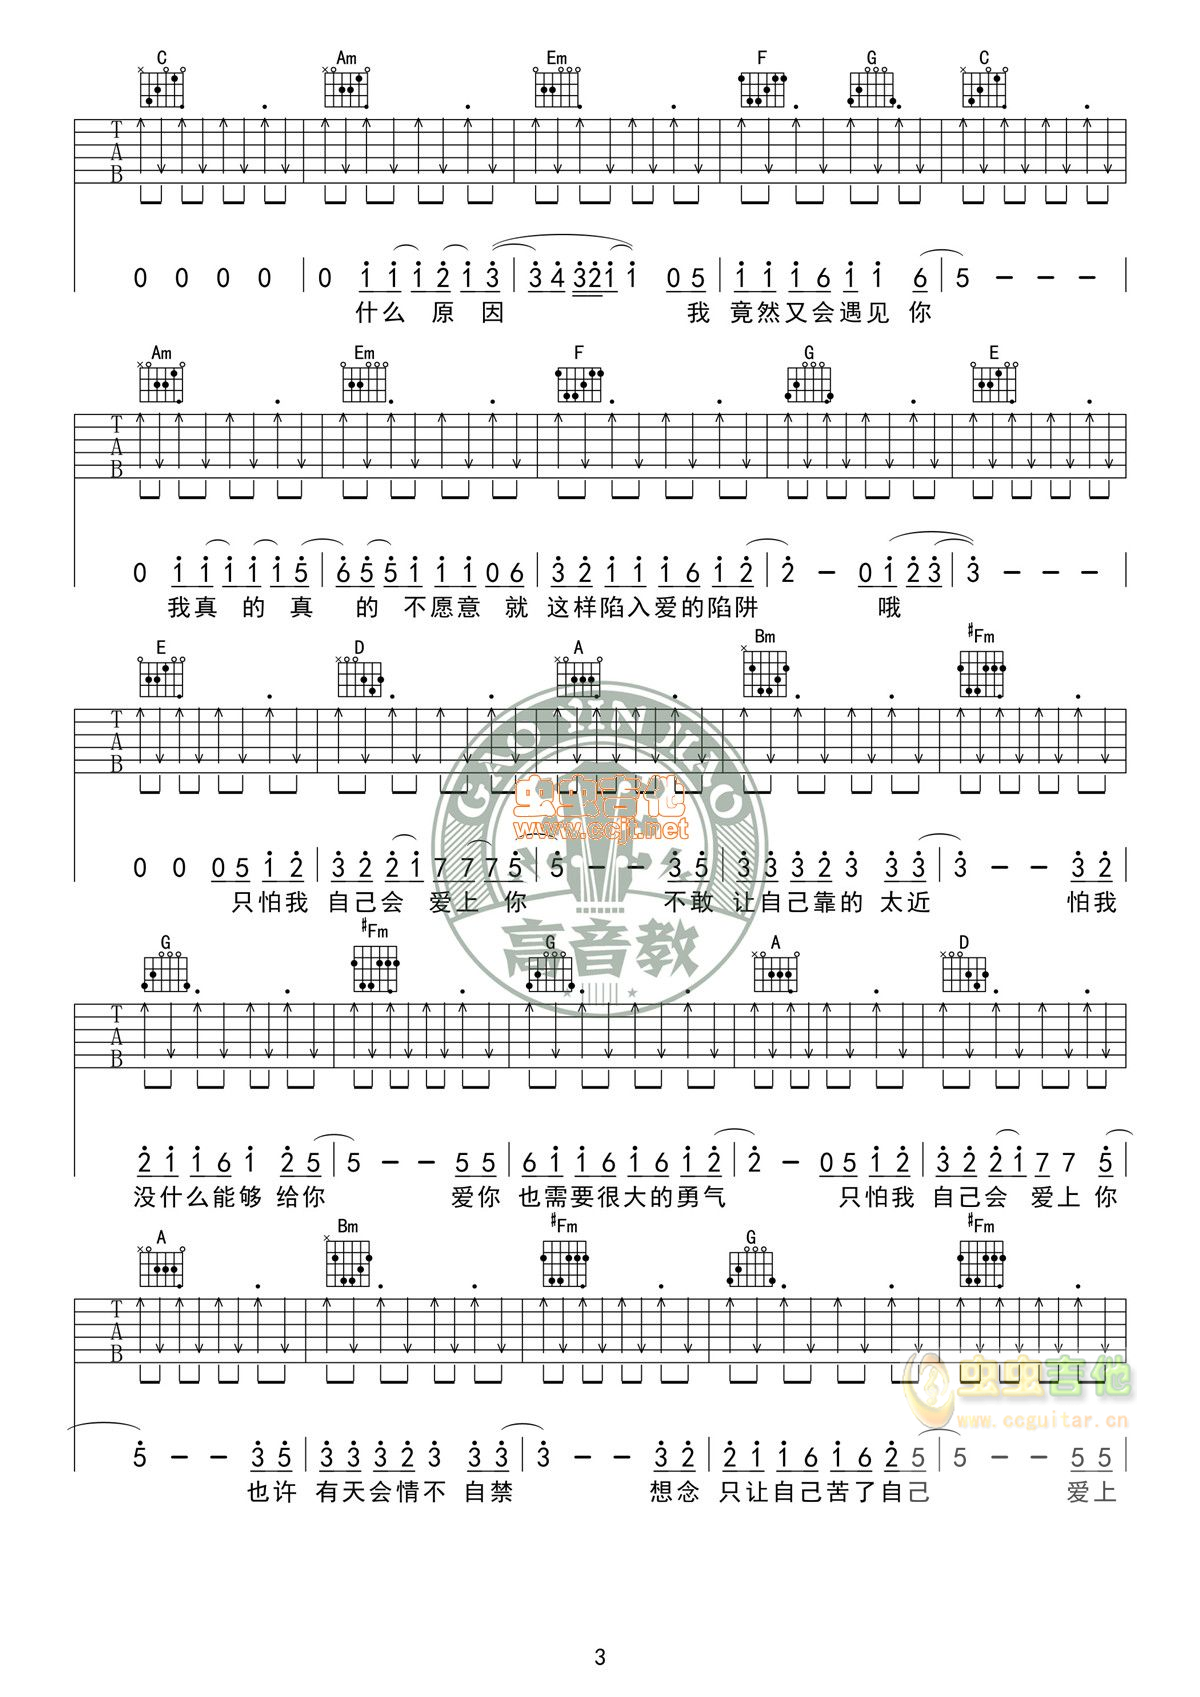 C Am Em F G C
T A B
0 0 0 0 | 0 1 1 1 2 1 3 | 3 4 3 2 1 1 0 5 | 1 1 1 6 1 1 6 | 5 - - - |
什么 原 因 我 竟然又会遇见 你
Am Em F G E
T A B
0 1 1 1 1 1 5 | 6 5 5 1 1 1 0 6 | 3 2 1 1 1 6 1 2 | 2 - 0 1 2 3 | 3 - - - |
我真 的 真 的 不愿意 就 这样陷入爱的陷阱 哦
E D A Bm #Fm
T A B
0 0 0 5 1 2 | 3 2 2 1 7 7 7 5 | 5 - - 3 5 | 3 3 3 2 3 3 3 | 3 - - 3 2 |
只怕我 自己会 爱上 你 不敢 让自己靠的 太近 怕我
G #Fm G A D
T A B
2 1 1 6 1 2 5 | 5 - - 5 5 | 6 1 1 6 1 6 1 2 | 2 - 0 5 1 2 | 3 2 2 1 7 7 5
没什么能够 给你 爱你 也需要很大的勇气 只怕我 自己会 爱上 你
A Bm #Fm G #Fm
T A B
5 - - 3 5 | 3 3 3 2 3 3 3 | 3 - - 3 2 | 2 1 1 6 1 6 2 5 | 5 - - 5 5 |
也许 有天会情不 自禁 想念 只让自己苦了自己 爱上
GAO YIN JIAO
虫虫吉他
www.ccjt.net
高音教
虫虫吉他
www.ccguitar.cn
3